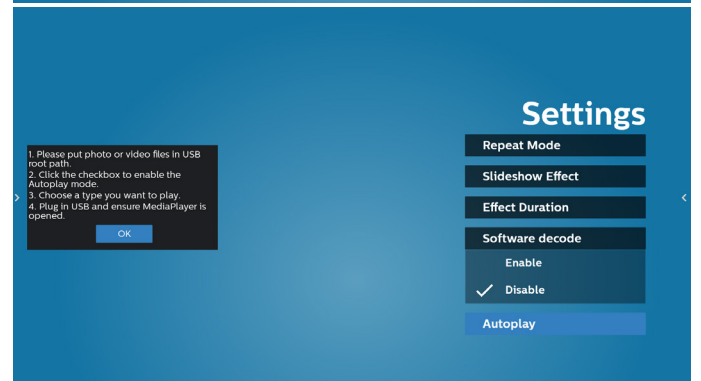 Settings
1. Please put photo or video files in USB
root path.
2. Click the checkbox to enable the
Autoplay mode.
3. Choose a type you want to play.
4. Plug in USB and ensure MediaPlayer is
opened.
OK
Repeat Mode
Slideshow Effect
Effect Duration
Software decode
Enable
Disable
Autoplay